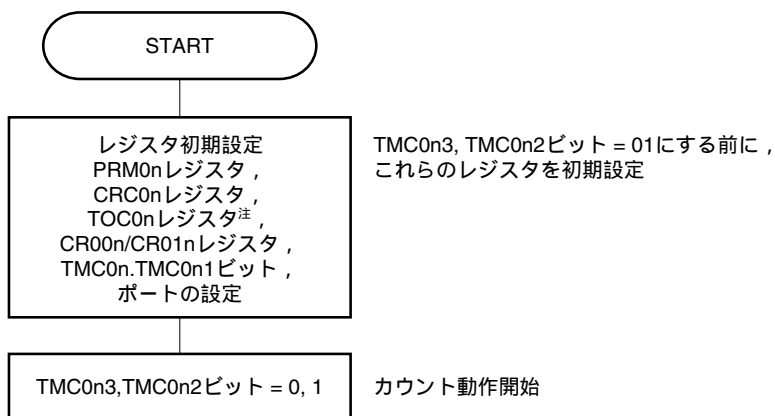 START
レジスタ初期設定
PRM0nレジスタ，
CRC0nレジスタ，
TOC0nレジスタ注，
CR00n/CR01nレジスタ，
TMC0n.TMC0n1ビット，
ポートの設定
TMC0n3, TMC0n2ビット = 01にする前に，
これらのレジスタを初期設定
TMC0n3,TMC0n2ビット = 0, 1
カウント動作開始